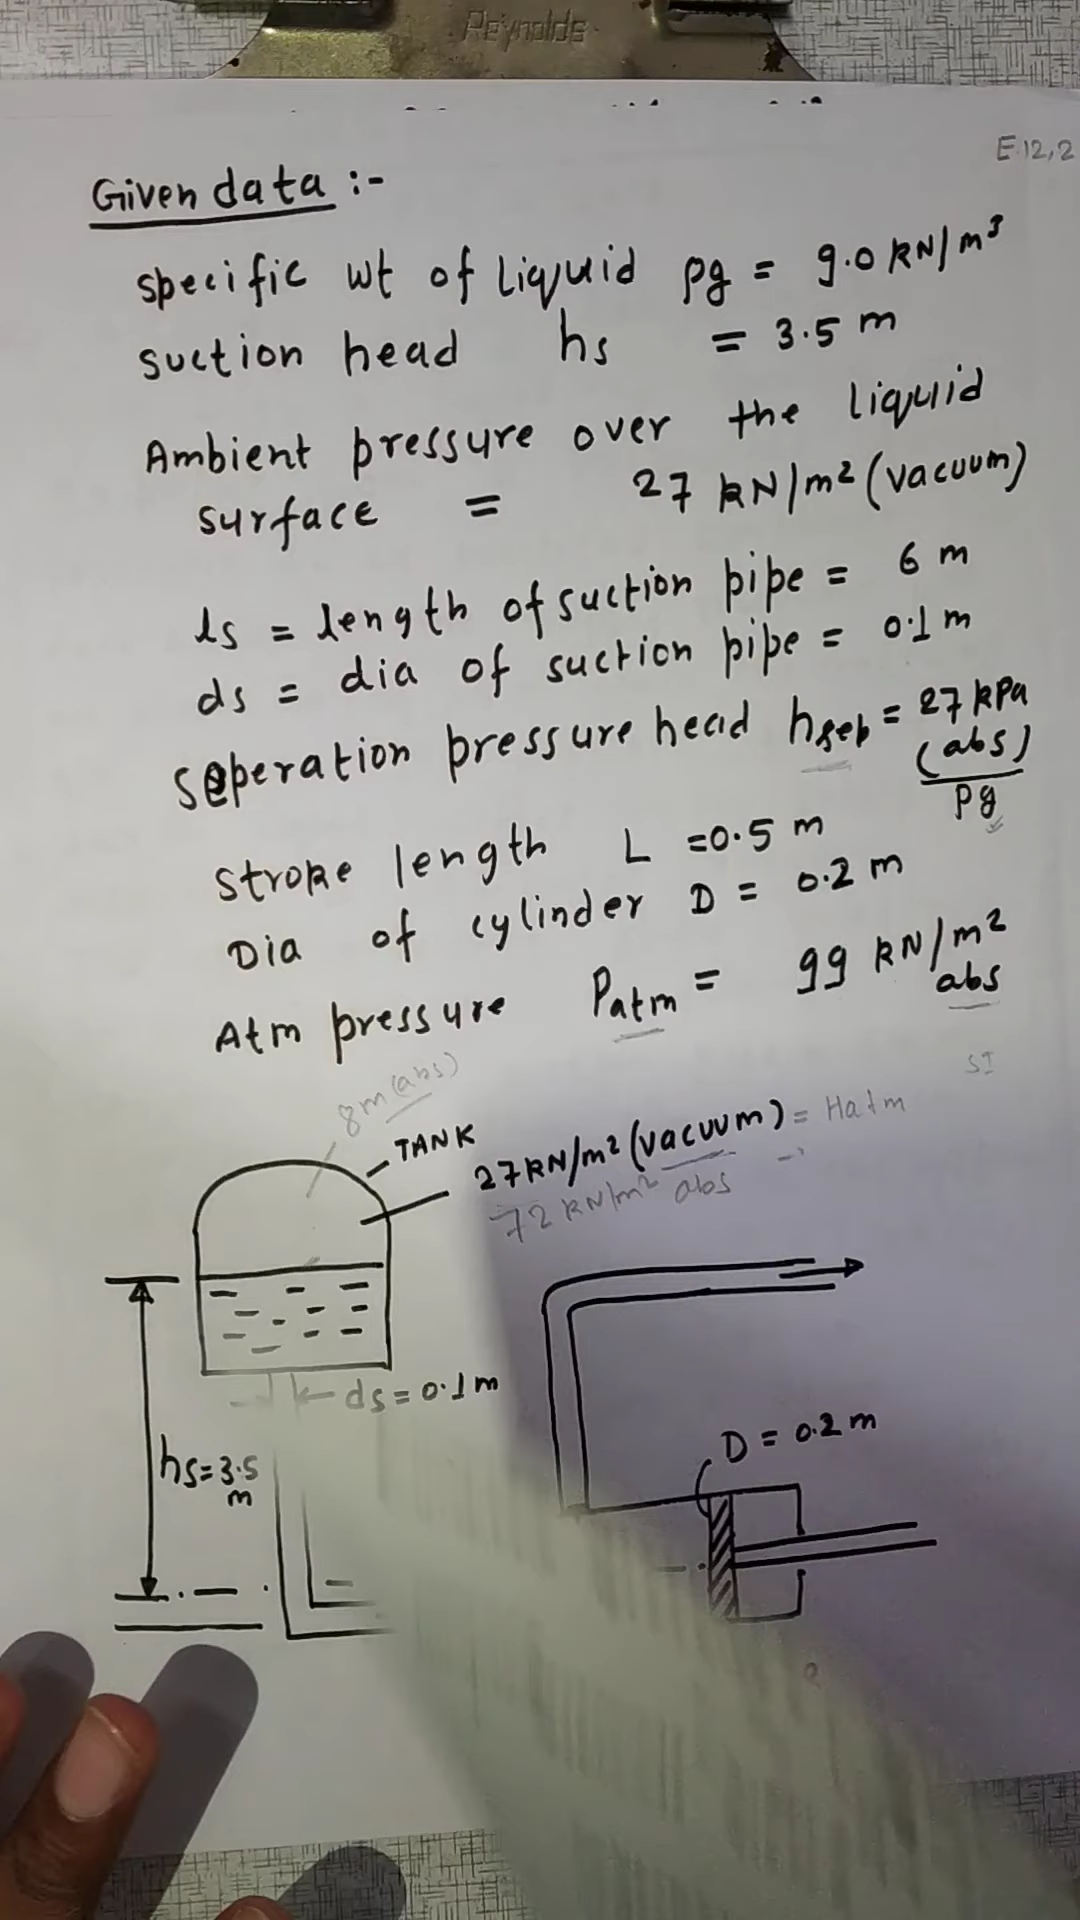 Reynolds
E.12,2
Given data :-
specific wt of Liquid ρg = 9.0 kN/m³
suction head hs = 3.5 m
Ambient pressure over the liquid
surface = 27 kN/m² (vacuum)
ls = length of suction pipe = 6 m
ds = dia of suction pipe = 0.1 m
seperation pressure head hsep = 27 kPa
(abs)
ρg
stroke length L = 0.5 m
Dia of cylinder D = 0.2 m
Atm pressure Patm = 99 kN/m²
abs
SI
8m (abs)
TANK
27 kN/m² (vacuum) = Hatm
72 kN/m² abs
ds = 0.1 m
D = 0.2 m
hs = 3.5
m